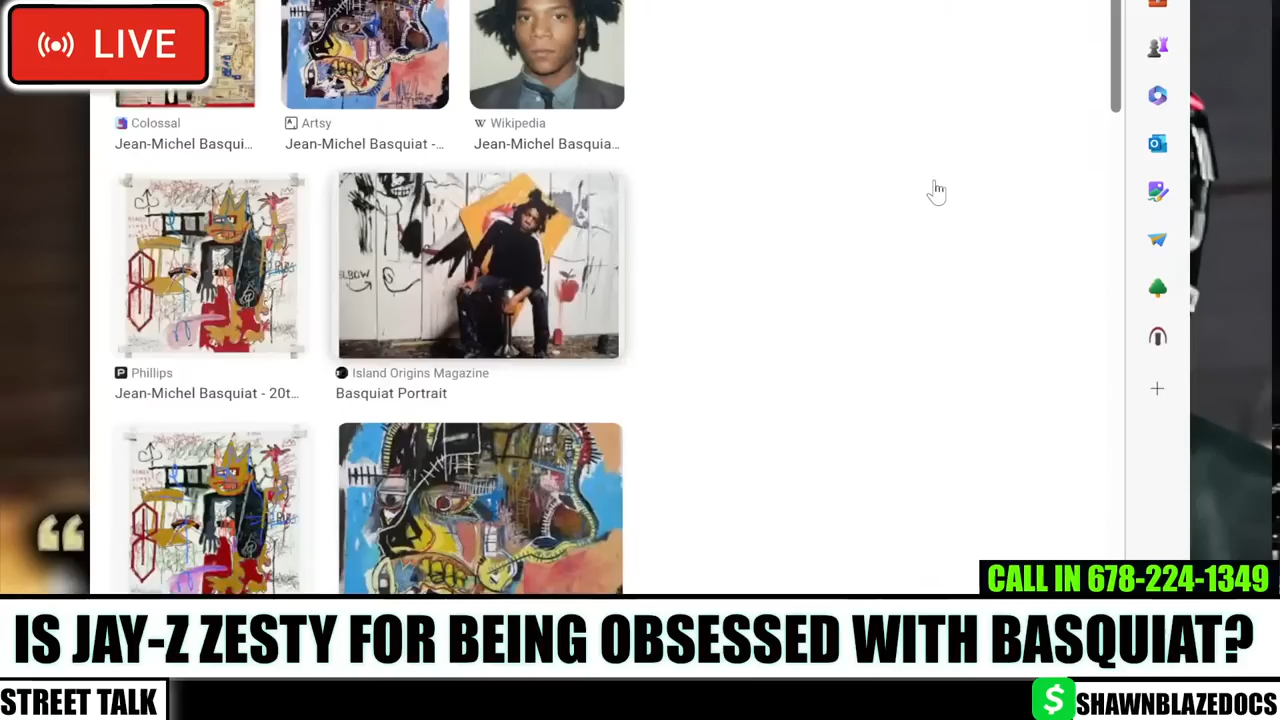 LIVE
Colossal
Artsy
W Wikipedia
Jean-Michel Basqui...
Jean-Michel Basquiat -...
Jean-Michel Basquia...
ELBOW
P Phillips
Island Origins Magazine
Jean-Michel Basquiat - 20t...
Basquiat Portrait
“
CALL IN 678-224-1349
IS JAY-Z ZESTY FOR BEING OBSESSED WITH BASQUIAT?
STREET TALK
$ SHAWNBLAZEDOCS